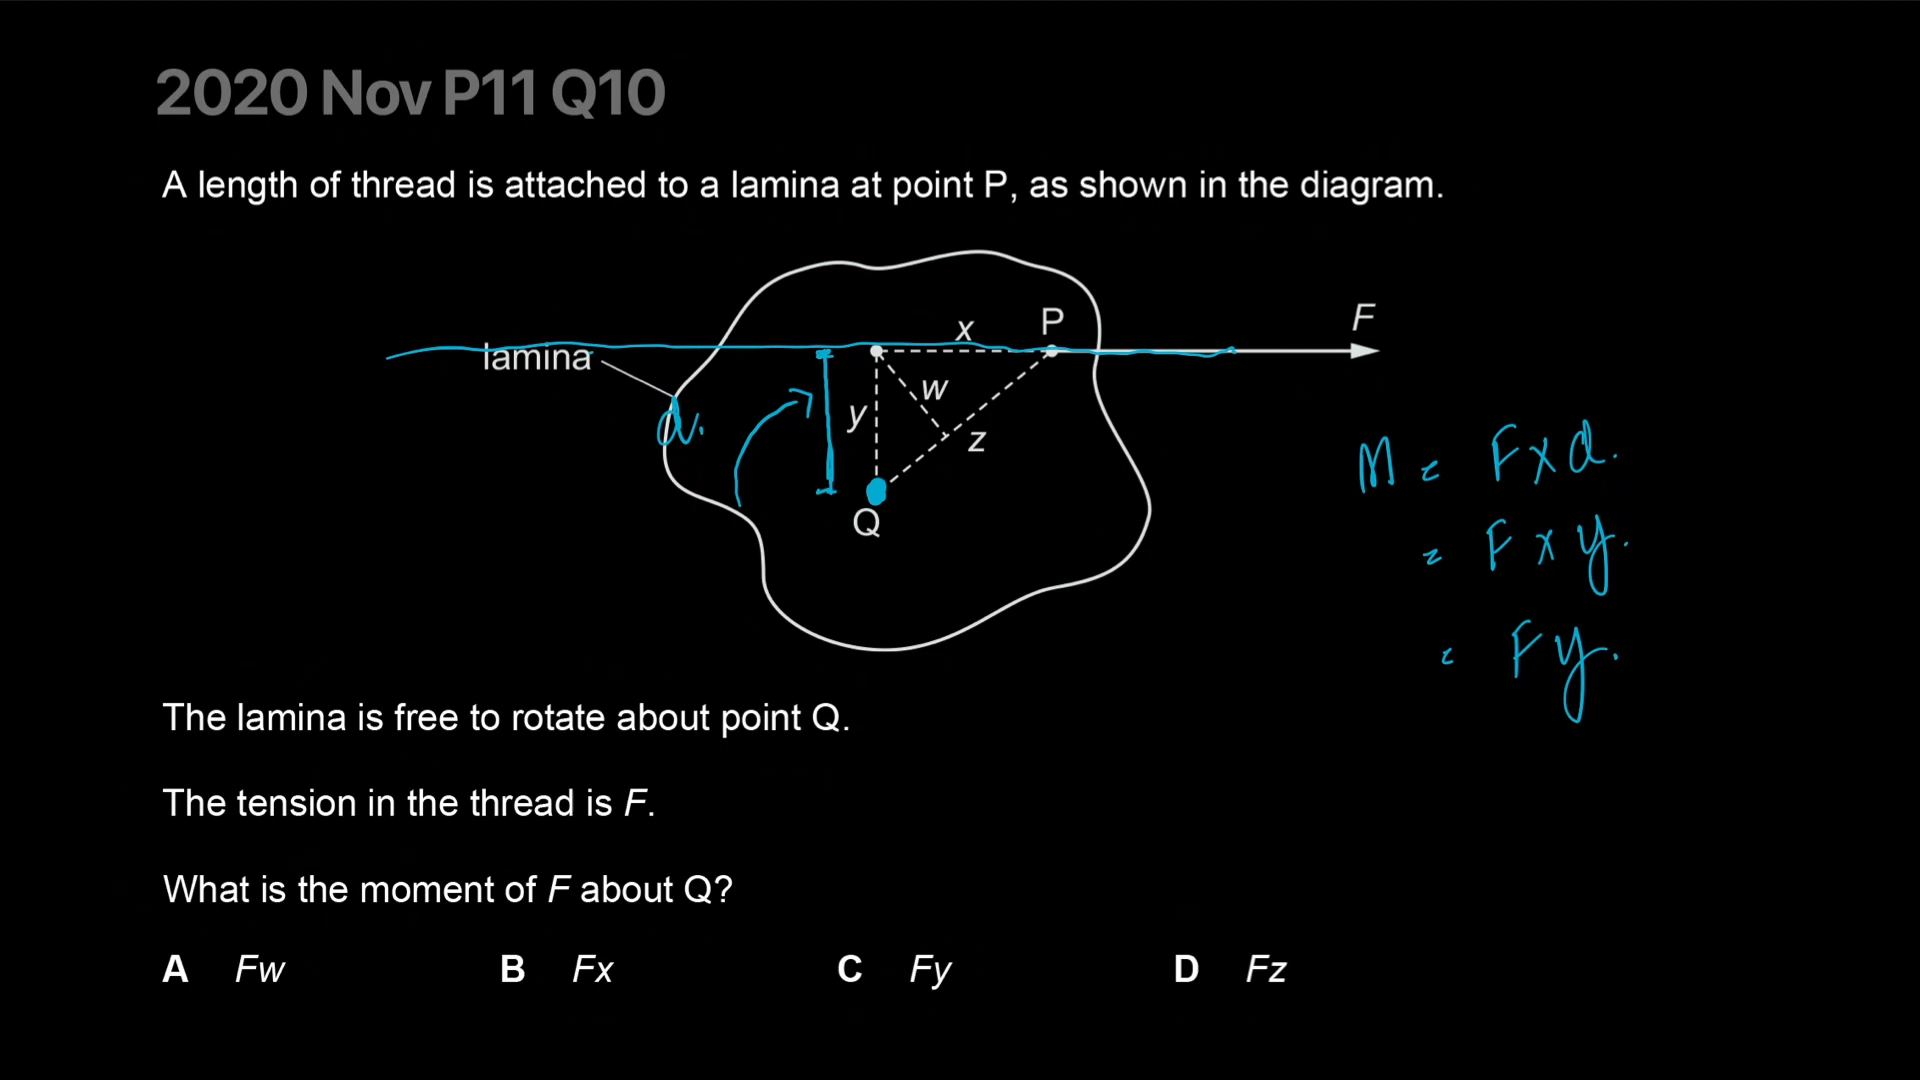 2020 Nov P11 Q10
A length of thread is attached to a lamina at point P, as shown in the diagram.
F
x P
lamina
w
d.
y
z
Q
M = F x d.
= F x y.
= Fy.
The lamina is free to rotate about point Q.
The tension in the thread is F.
What is the moment of F about Q?
A Fw B Fx C Fy D Fz